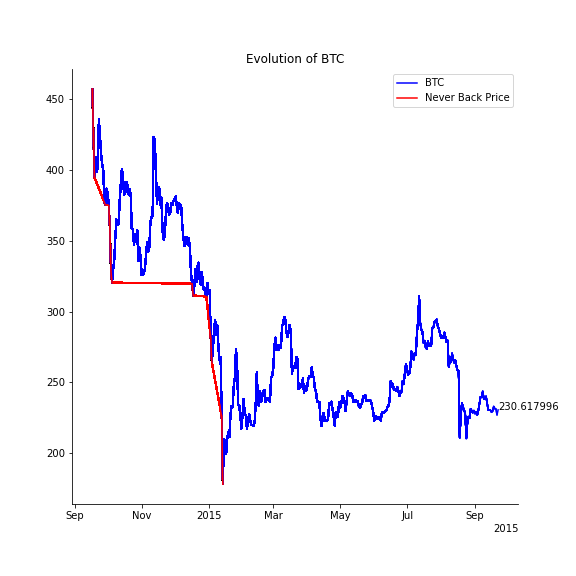 Evolution of BTC
BTC
Never Back Price
450
400
350
300
250
200
230.617996
Sep
Nov
2015
Mar
May
Jul
Sep
2015